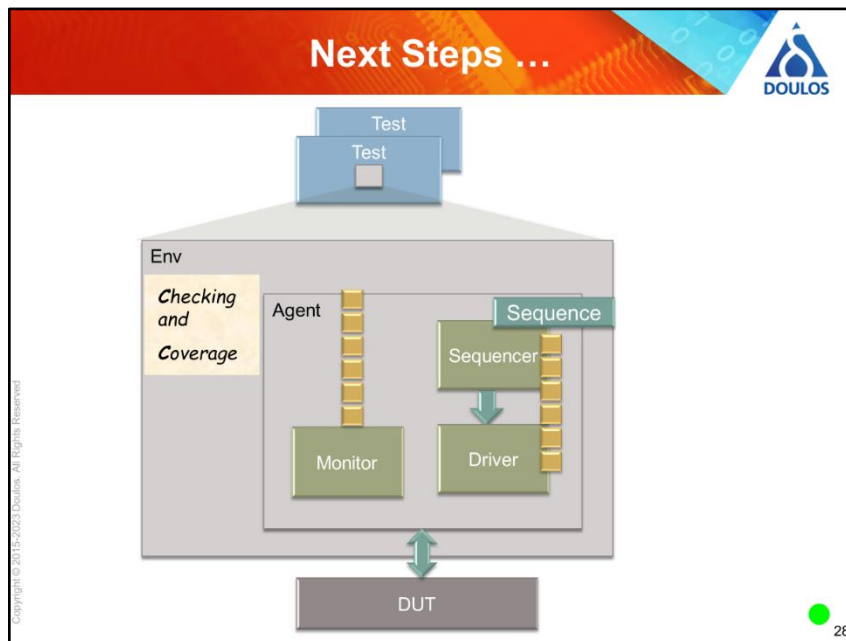 Next Steps …
DOULOS
Test
Test
Env
Checking
and
Coverage
Agent
Sequence
Sequencer
Monitor
Driver
DUT
Copyright © 2015-2023 Doulos. All Rights Reserved
28